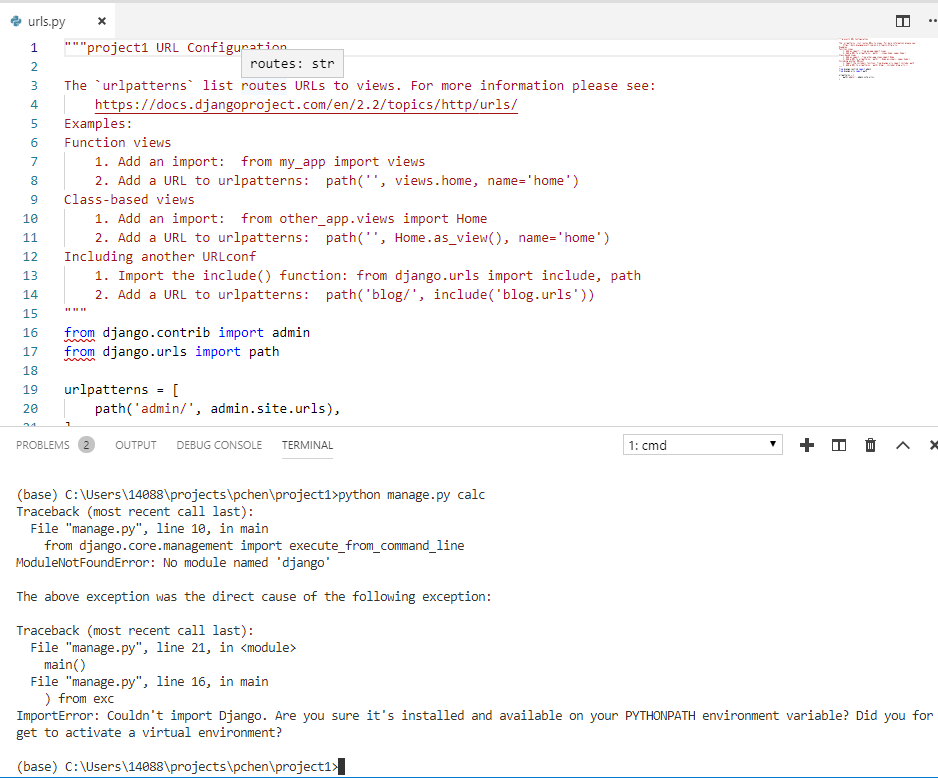 urls.py
1 """project1 URL Configuration
routes: str
2
3 The `urlpatterns` list routes URLs to views. For more information please see:
4 https://docs.djangoproject.com/en/2.2/topics/http/urls/
5 Examples:
6 Function views
7 1. Add an import:  from my_app import views
8 2. Add a URL to urlpatterns:  path('', views.home, name='home')
9 Class-based views
10 1. Add an import:  from other_app.views import Home
11 2. Add a URL to urlpatterns:  path('', Home.as_view(), name='home')
12 Including another URLconf
13 1. Import the include() function: from django.urls import include, path
14 2. Add a URL to urlpatterns:  path('blog/', include('blog.urls'))
15 """
16 from django.contrib import admin
17 from django.urls import path
18
19 urlpatterns = [
20 path('admin/', admin.site.urls),
21 ]
PROBLEMS 2 OUTPUT DEBUG CONSOLE TERMINAL 1: cmd
(base) C:\Users\14088\projects\pchen\project1>python manage.py calc
Traceback (most recent call last):
File "manage.py", line 10, in main
from django.core.management import execute_from_command_line
ModuleNotFoundError: No module named 'django'
The above exception was the direct cause of the following exception:
Traceback (most recent call last):
File "manage.py", line 21, in <module>
main()
File "manage.py", line 16, in main
) from exc
ImportError: Couldn't import Django. Are you sure it's installed and available on your PYTHONPATH environment variable? Did you for
get to activate a virtual environment?
(base) C:\Users\14088\projects\pchen\project1>